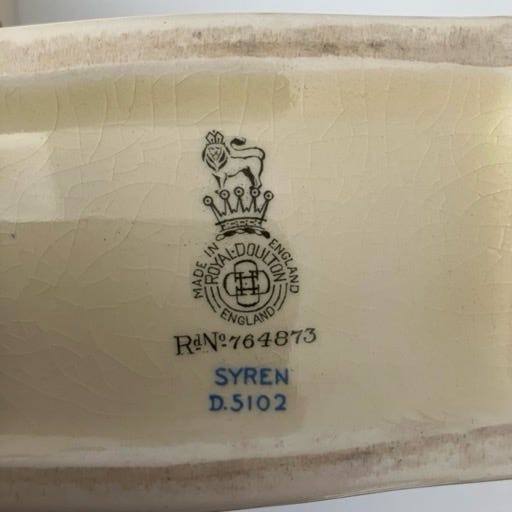 MADE IN ENGLAND
ROYAL·DOULTON
ENGLAND
RdNo 764873
SYREN
D.5102